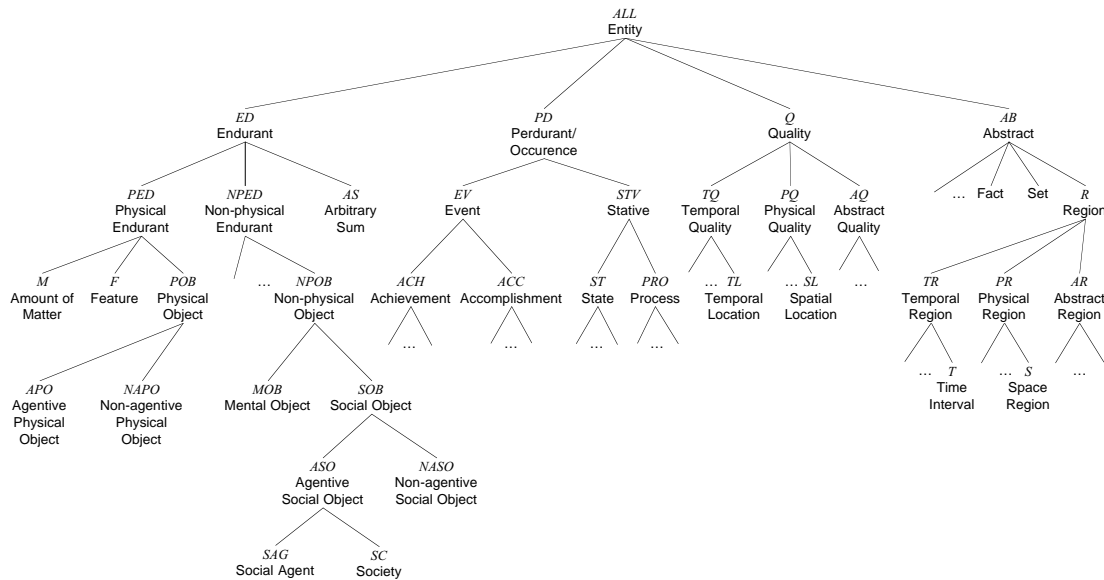 ALL
Entity
ED
Endurant
PD
Perdurant/
Occurence
Q
Quality
AB
Abstract
PED
Physical
Endurant
NPED
Non-physical
Endurant
AS
Arbitrary
Sum
EV
Event
STV
Stative
TQ
Temporal
Quality
PQ
Physical
Quality
AQ
Abstract
Quality
… Fact
Set
R
Region
M
Amount of
Matter
F
Feature
POB
Physical
Object
… NPOB
Non-physical
Object
ACH
Achievement
ACC
Accomplishment
ST
State
PRO
Process
… TL
Temporal
Location
… SL
Spatial
Location
…
TR
Temporal
Region
PR
Physical
Region
AR
Abstract
Region
…
…
…
…
APO
Agentive
Physical
Object
NAPO
Non-agentive
Physical
Object
MOB
Mental Object
SOB
Social Object
… T
Time
Interval
… S
Space
Region
…
ASO
Agentive
Social Object
NASO
Non-agentive
Social Object
SAG
Social Agent
SC
Society